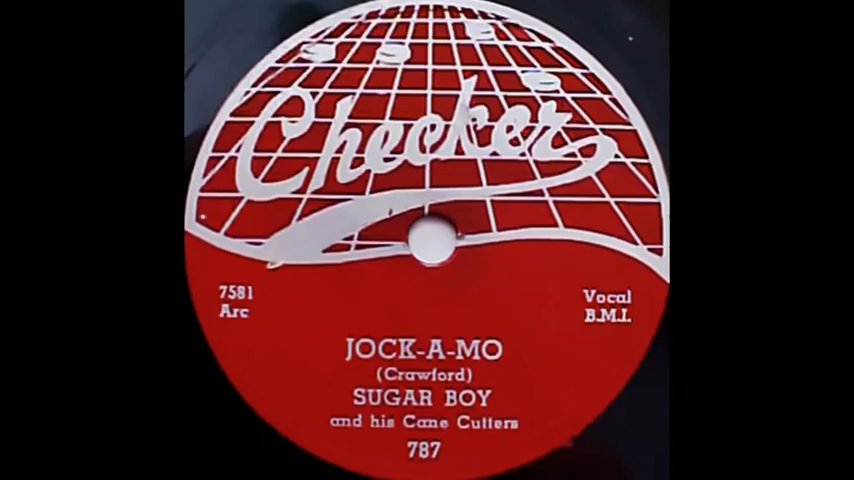 Checker
7581
Arc
Vocal
B.M.I.
JOCK-A-MO
(Crawford)
SUGAR BOY
and his Cane Cutters
787